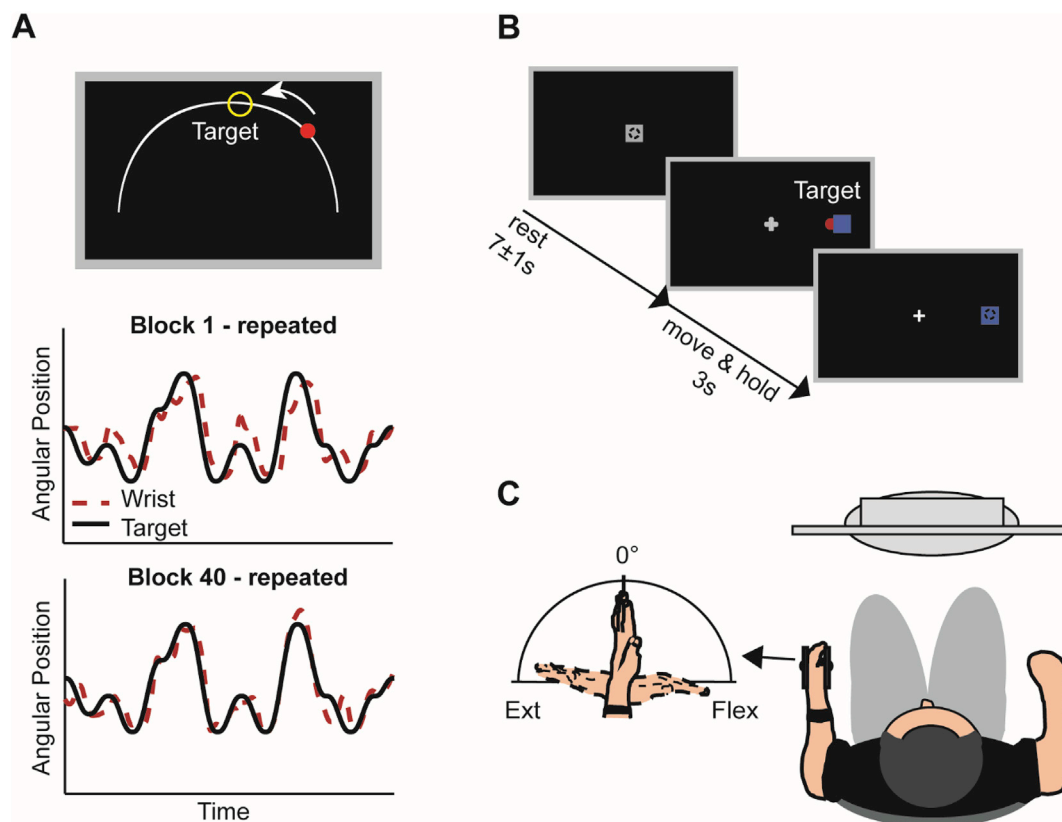 A
Target
Block 1 - repeated
Angular Position
Wrist
Target
Block 40 - repeated
Angular Position
Time
B
Target
rest
7±1s
move & hold
3s
C
0°
Ext
Flex